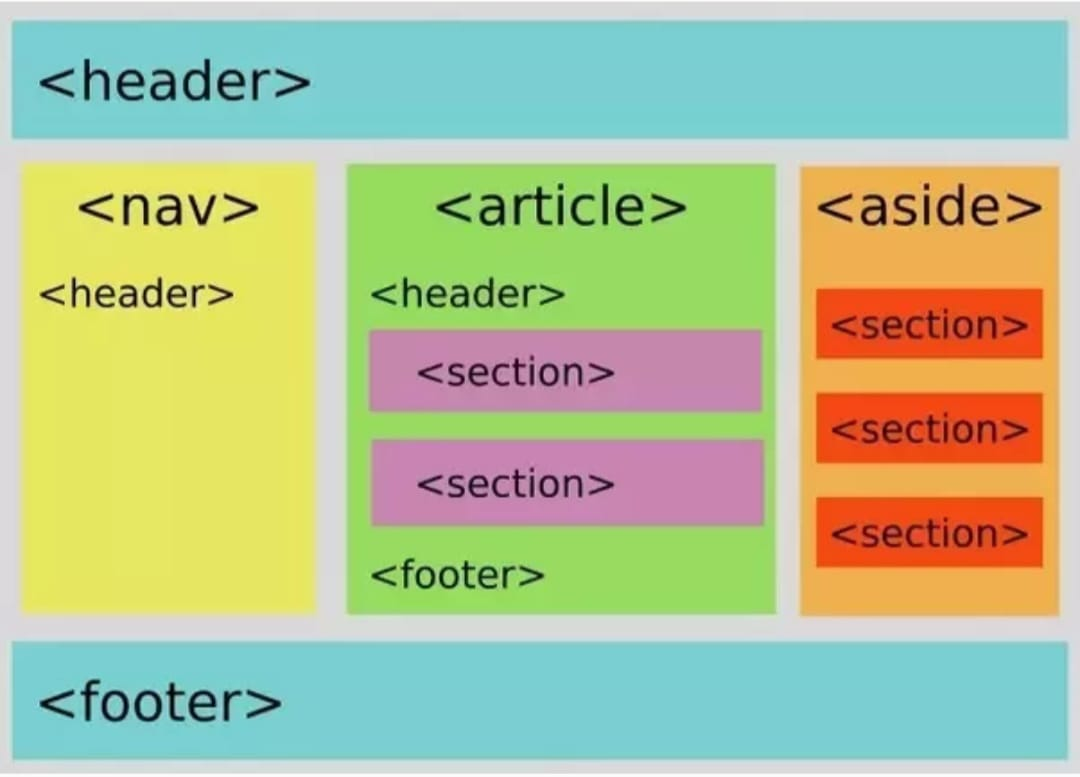 <header>
<nav>
<header>
<article>
<header>
<section>
<section>
<footer>
<aside>
<section>
<section>
<section>
<footer>